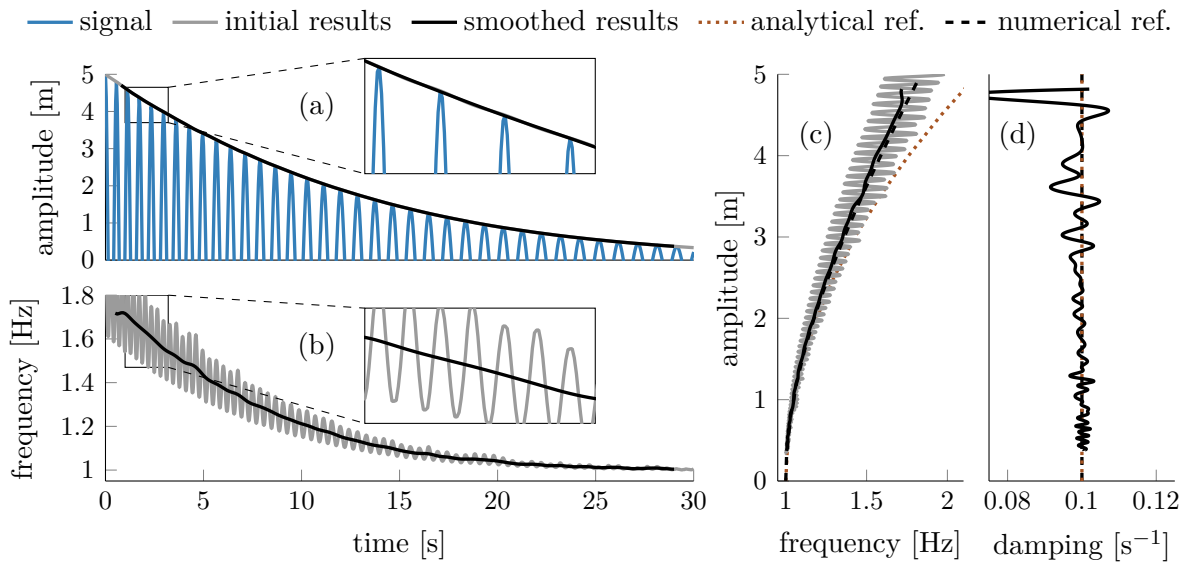 signal initial results smoothed results analytical ref. numerical ref.
amplitude [m]
5
4
3
2
1
0
(a)
frequency [Hz]
1.8
1.6
1.4
1.2
1
(b)
0 5 10 15 20 25 30
time [s]
amplitude [m]
5
4
3
2
1
0
(c)
1 1.5 2
frequency [Hz]
(d)
0.08 0.1 0.12
damping [s−1]